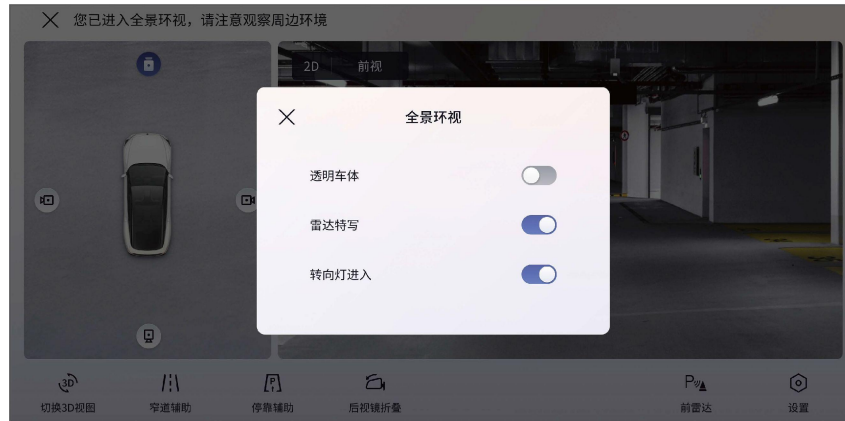 您已进入全景环视，请注意观察周边环境
2D 前视
全景环视
透明车体
雷达特写
转向灯进入
3D
切换3D视图
窄道辅助
P
停靠辅助
后视镜折叠
P
前雷达
设置